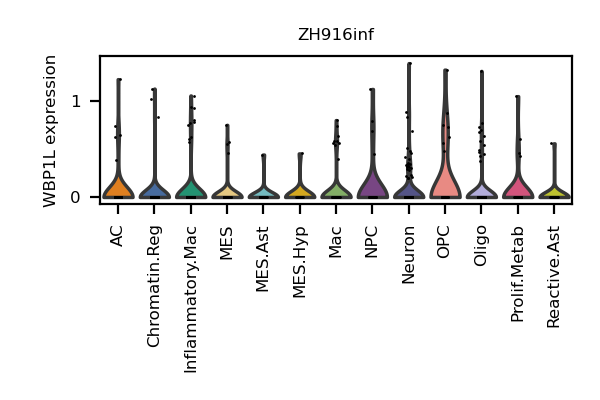 ZH916inf
WBP1L expression
1
0
AC
Chromatin.Reg
Inflammatory.Mac
MES
MES.Ast
MES.Hyp
Mac
NPC
Neuron
OPC
Oligo
Prolif.Metab
Reactive.Ast